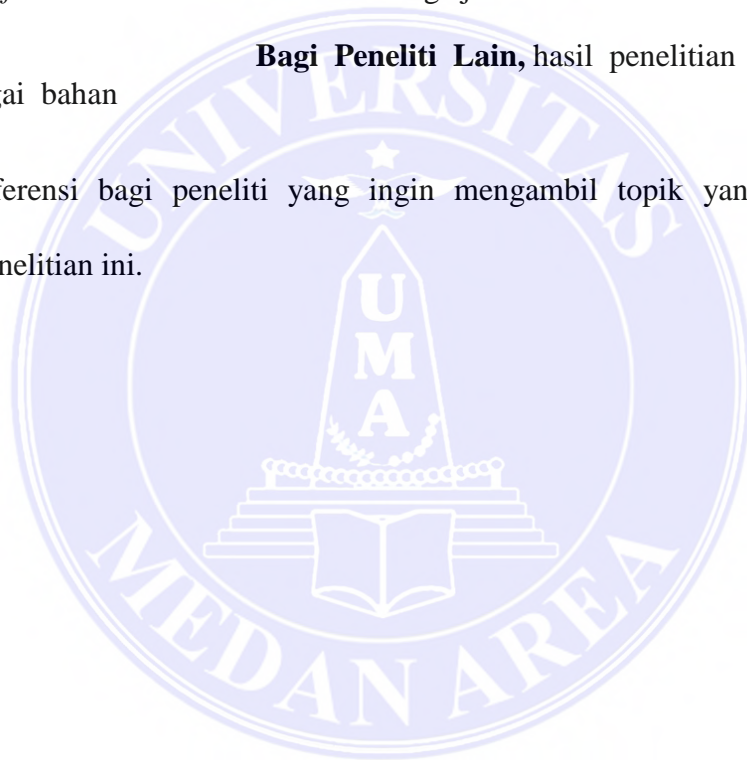 Bagi Peneliti Lain, hasil penelitian
gai bahan
ferensi bagi peneliti yang ingin mengambil topik yan
nelitian ini.
UNIVERSITAS
UMA
MEDAN AREA